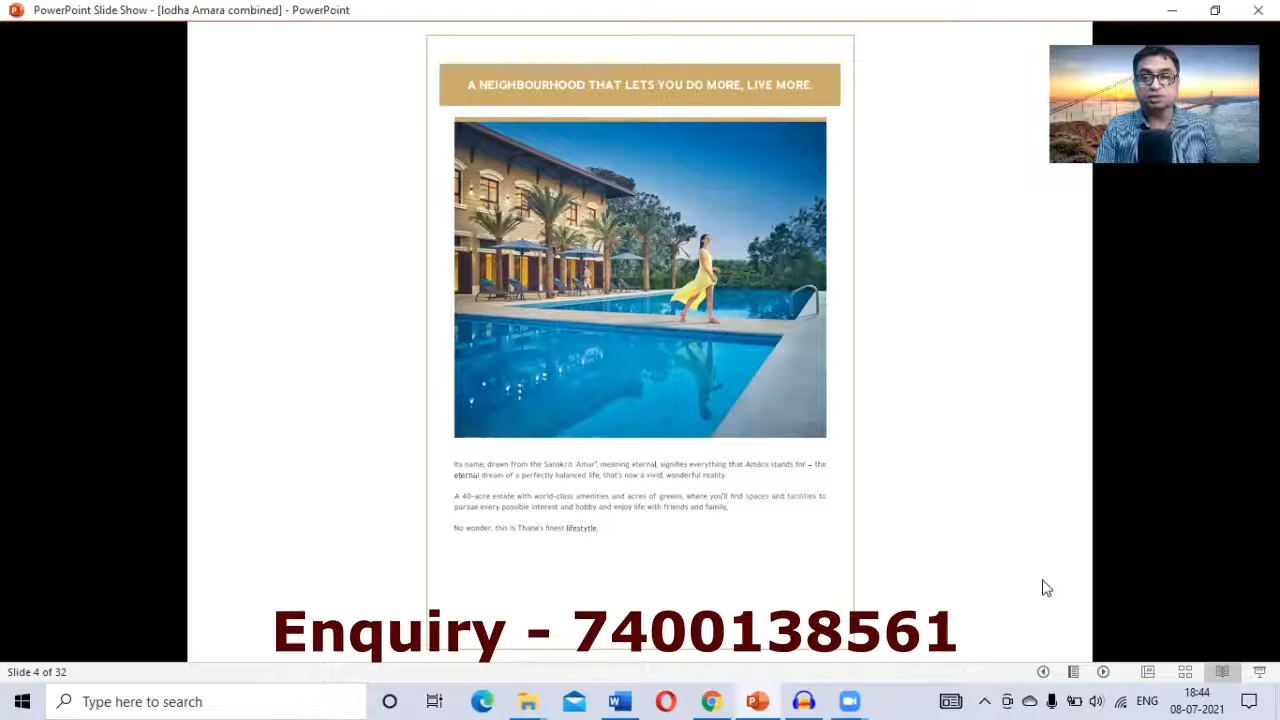 PowerPoint Slide Show - [lodha Amara combined] - PowerPoint
A NEIGHBOURHOOD THAT LETS YOU DO MORE, LIVE MORE.
Its name, drawn from the Sanskrit 'Amar', meaning eternal, signifies everything that Amara stands for – the
eternal dream of a perfectly balanced life, that's now a vivid, wonderful reality.
A 40-acre estate with world-class amenities and acres of greens, where you'll find spaces and facilities to
pursue every possible interest and hobby and enjoy life with friends and family.
No wonder, this is Thane's finest lifestytle.
Enquiry - 7400138561
Slide 4 of 32
Type here to search
ENG
18:44
08-07-2021